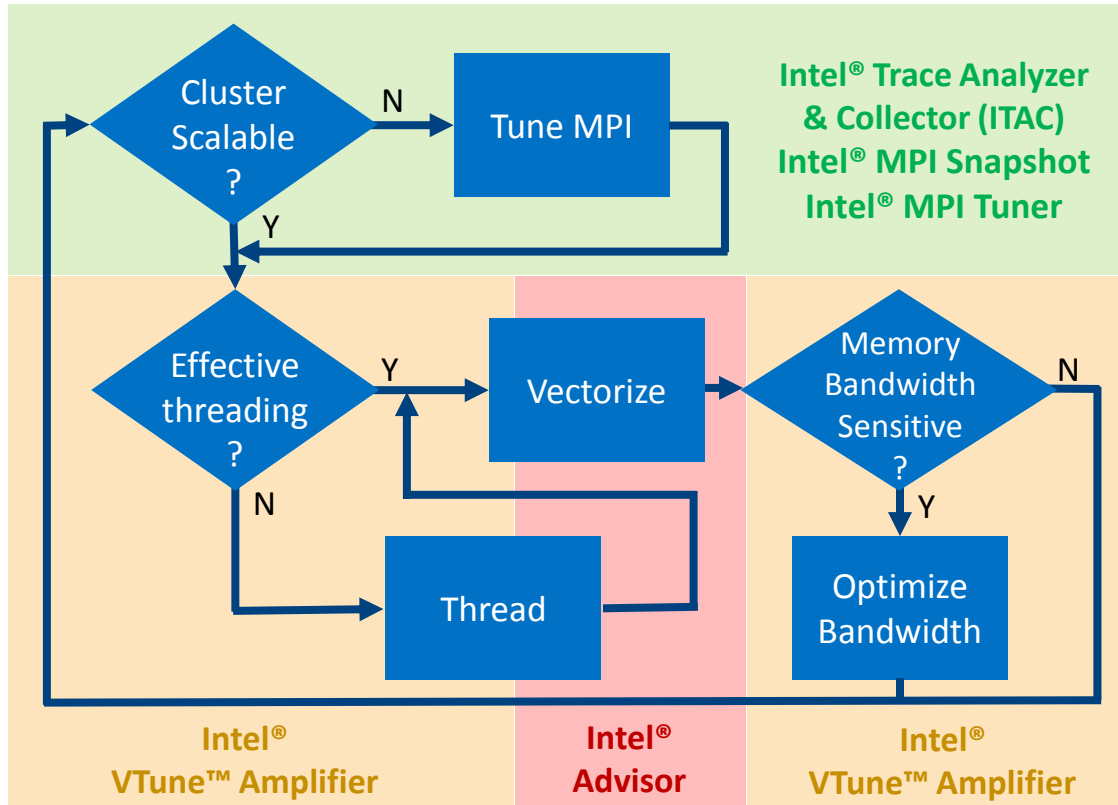 Cluster
Scalable
?
N
Tune MPI
Intel® Trace Analyzer
& Collector (ITAC)
Intel® MPI Snapshot
Intel® MPI Tuner
Y
Effective
threading
?
Y
Vectorize
Memory
Bandwidth
Sensitive
?
N
N
Y
Thread
Optimize
Bandwidth
Intel®
VTune™ Amplifier
Intel®
Advisor
Intel®
VTune™ Amplifier